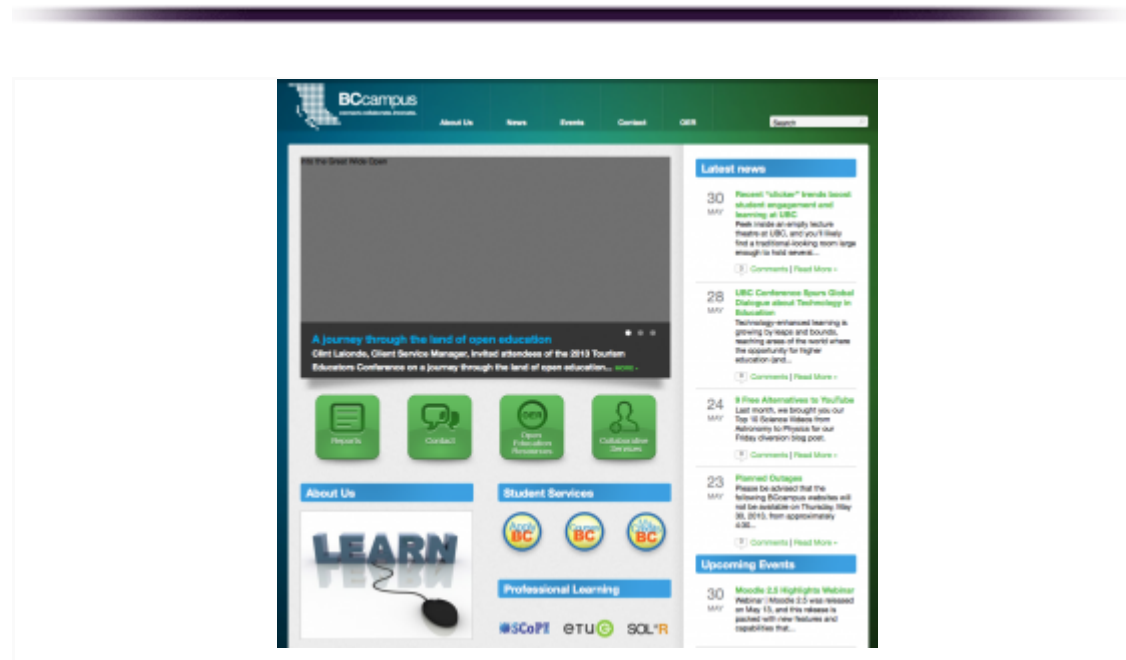 BCcampus
About Us News Events Contact OER
Search
A journey through the land of open education
Clint Lalonde, Client Service Manager, invited attendees of the 2013 Tourism
Educators Conference on a journey through the land of open education... MORE »
Reports
Contact
OER
Open
Education
Resources
Collaborative
Services
About Us
LEARN
Student Services
Apply
BC
Courses
BC
BC
Professional Learning
SCoPE ETUG SOL*R
Latest news
30
MAY
Recent "clicker" trends boost
student engagement and
learning at UBC
Peek inside an empty lecture
theatre at UBC, and you'll likely
find a traditional-looking room large
enough to hold several...
Comments | Read More »
28
MAY
UBC Conference Spurs Global
Dialogue about Technology in
Education
Technology-enhanced learning is
growing by leaps and bounds,
reaching areas of the world where
the opportunity for higher
education (and...
Comments | Read More »
24
MAY
9 Free Alternatives to YouTube
Last month, we brought you our
Top 10 Science Videos from
Astronomy to Physics for our
Friday diversion blog post.
Comments | Read More »
23
MAY
Planned Outages
Please be advised that the
following BCcampus websites will
not be available on Thursday, May
30, 2013, from approximately
4:30...
Comments | Read More »
Upcoming Events
30
MAY
Moodle 2.5 Highlights Webinar
Webinar | Moodle 2.5 was released
on May 13, and this release is
packed with new features and
capabilities that...